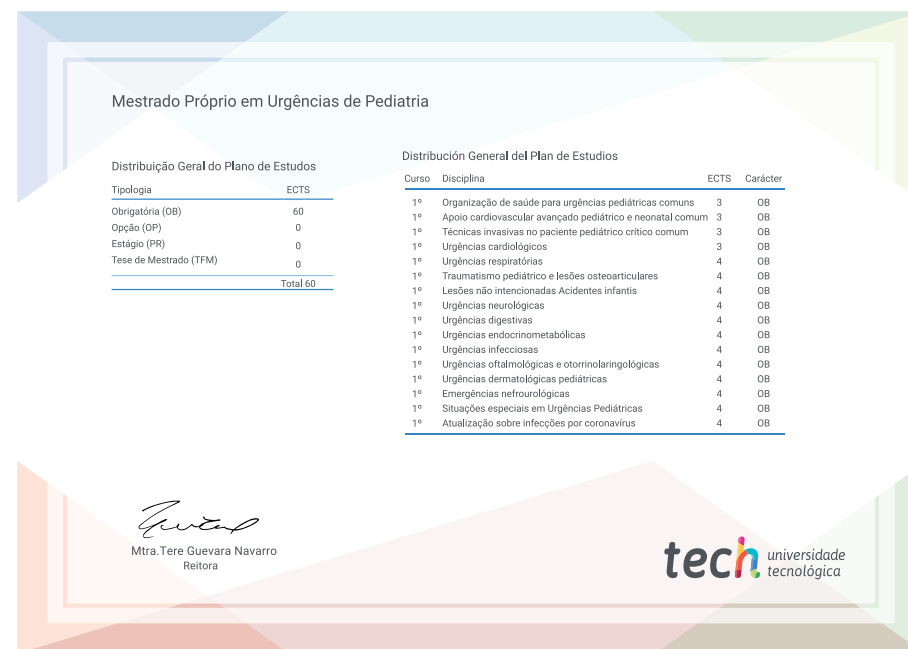 Mestrado Próprio em Urgências de Pediatria
Distribuição Geral do Plano de Estudos
Tipologia ECTS
Obrigatória (OB) 60
Opção (OP) 0
Estágio (PR) 0
Tese de Mestrado (TFM) 0
Total 60
Distribución General del Plan de Estudios
Curso Disciplina ECTS Carácter
1º Organização de saúde para urgências pediátricas comuns 3 OB
1º Apoio cardiovascular avançado pediátrico e neonatal comum 3 OB
1º Técnicas invasivas no paciente pediátrico crítico comum 3 OB
1º Urgências cardiológicos 3 OB
1º Urgências respiratórias 4 OB
1º Traumatismo pediátrico e lesões osteoarticulares 4 OB
1º Lesões não intencionadas Acidentes infantis 4 OB
1º Urgências neurológicas 4 OB
1º Urgências digestivas 4 OB
1º Urgências endocrinometabólicas 4 OB
1º Urgências infecciosas 4 OB
1º Urgências oftalmológicas e otorrinolaringológicas 4 OB
1º Urgências dermatológicas pediátricas 4 OB
1º Emergências nefrourológicas 4 OB
1º Situações especiais em Urgências Pediátricas 4 OB
1º Atualização sobre infecções por coronavírus 4 OB
Mtra.Tere Guevara Navarro
Reitora
tech universidade
tecnológica